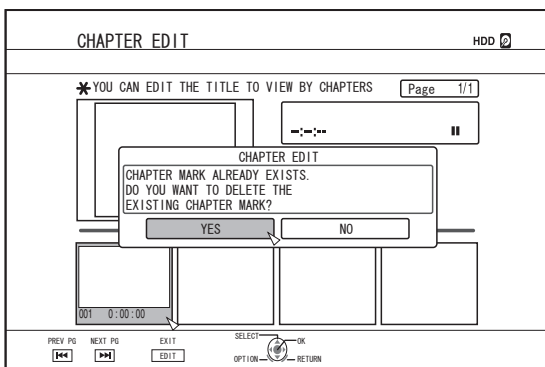 CHAPTER EDIT
HDD
*YOU CAN EDIT THE TITLE TO VIEW BY CHAPTERS
Page 1/1
-:-:--
CHAPTER EDIT
CHAPTER MARK ALREADY EXISTS.
DO YOU WANT TO DELETE THE
EXISTING CHAPTER MARK?
YES
NO
001 0:00:00
PREV PG
NEXT PG
EXIT
EDIT
SELECT
OK
OPTION
RETURN